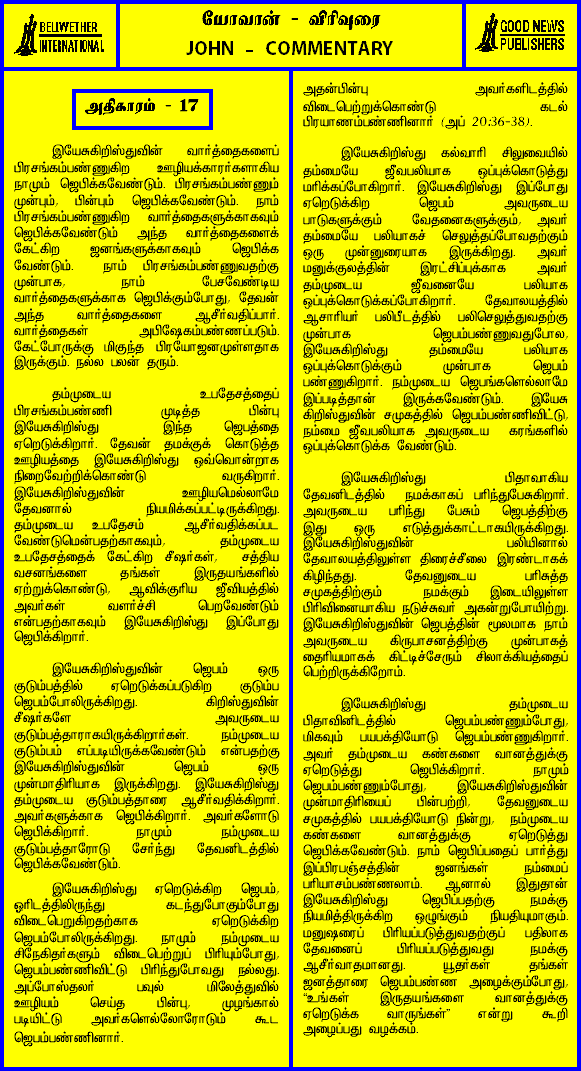 BELLWETHER
INTERNATIONAL
யோவான் - விரிவுரை
JOHN - COMMENTARY
GOOD NEWS
PUBLISHERS
அதிகாரம் - 17
இயேசுகிறிஸ்துவின் வார்த்தைகளைப்
பிரசங்கம்பண்ணுகிற ஊழியக்காரர்களாகிய
நாமும் ஜெபிக்கவேண்டும். பிரசங்கம்பண்ணும்
முன்பும், பின்பும் ஜெபிக்கவேண்டும். நாம்
பிரசங்கம்பண்ணுகிற வார்த்தைகளுக்காகவும்
ஜெபிக்கவேண்டும் அந்த வார்த்தைகளைக்
கேட்கிற ஜனங்களுக்காகவும் ஜெபிக்க
வேண்டும். நாம் பிரசங்கம்பண்ணுவதற்கு
முன்பாக, நாம் பேசவேண்டிய
வார்த்தைகளுக்காக ஜெபிக்கும்போது, தேவன்
அந்த வார்த்தைகளை ஆசீர்வதிப்பார்.
வார்த்தைகள் அபிஷேகம்பண்ணப்படும்.
கேட்போருக்கு மிகுந்த பிரயோஜனமுள்ளதாக
இருக்கும். நல்ல பலன் தரும்.
தம்முடைய உபதேசத்தைப்
பிரசங்கம்பண்ணி முடித்த பின்பு
இயேசுகிறிஸ்து இந்த ஜெபத்தை
ஏறெடுக்கிறார். தேவன் தமக்குக் கொடுத்த
ஊழியத்தை இயேசுகிறிஸ்து ஒவ்வொன்றாக
நிறைவேற்றிக்கொண்டு வருகிறார்.
இயேசுகிறிஸ்துவின் ஊழியமெல்லாமே
தேவனால் நியமிக்கப்பட்டிருக்கிறது.
தம்முடைய உபதேசம் ஆசீர்வதிக்கப்பட
வேண்டுமென்பதற்காகவும், தம்முடைய
உபதேசத்தைக் கேட்கிற சீஷர்கள், சத்திய
வசனங்களை தங்கள் இருதயங்களில்
ஏற்றுக்கொண்டு, ஆவிக்குரிய ஜீவியத்தில்
அவர்கள் வளர்ச்சி பெறவேண்டும்
என்பதற்காகவும் இயேசுகிறிஸ்து இப்போது
ஜெபிக்கிறார்.
இயேசுகிறிஸ்துவின் ஜெபம் ஒரு
குடும்பத்தில் ஏறெடுக்கப்படுகிற குடும்ப
ஜெபம்போலிருக்கிறது. கிறிஸ்துவின்
சீஷர்களே அவருடைய
குடும்பத்தாராகயிருக்கிறார்கள். நம்முடைய
குடும்பம் எப்படியிருக்கவேண்டும் என்பதற்கு
இயேசுகிறிஸ்துவின் ஜெபம் ஒரு
முன்மாதிரியாக இருக்கிறது. இயேசுகிறிஸ்து
தம்முடைய குடும்பத்தாரை ஆசீர்வதிக்கிறார்.
அவர்களுக்காக ஜெபிக்கிறார். அவர்களோடு
ஜெபிக்கிறார். நாமும் நம்முடைய
குடும்பத்தாரோடு சேர்ந்து தேவனிடத்தில்
ஜெபிக்கவேண்டும்.
இயேசுகிறிஸ்து ஏறெடுக்கிற ஜெபம்,
ஓரிடத்திலிருந்து கடந்துபோகும்போது
விடைபெறுகிறதற்காக ஏறெடுக்கிற
ஜெபம்போலிருக்கிறது. நாமும் நம்முடைய
சிநேகிதர்களும் விடைபெற்றுப் பிரியும்போது,
ஜெபம்பண்ணிவிட்டு பிரிந்துபோவது நல்லது.
அப்போஸ்தலர் பவுல் மிலேத்துவில்
ஊழியம் செய்த பின்பு, முழங்கால்
படியிட்டு அவர்களெல்லோரோடும் கூட
ஜெபம்பண்ணினார்.
அதன்பின்பு அவர்களிடத்தில்
விடைபெற்றுக்கொண்டு கடல்
பிரயாணம்பண்ணினார் (அப் 20:36-38).
இயேசுகிறிஸ்து கல்வாரி சிலுவையில்
தம்மையே ஜீவபலியாக ஒப்புக்கொடுத்து
மரிக்கப்போகிறார். இயேசுகிறிஸ்து இப்போது
ஏறெடுக்கிற ஜெபம் அவருடைய
பாடுகளுக்கும் வேதனைகளுக்கும், அவர்
தம்மையே பலியாகச் செலுத்தப்போவதற்கும்
ஒரு முன்னுரையாக இருக்கிறது. அவர்
மனுக்குலத்தின் இரட்சிப்புக்காக அவர்
தம்முடைய ஜீவனையே பலியாக
ஒப்புக்கொடுக்கப்போகிறார். தேவாலயத்தில்
ஆசாரியர் பலிபீடத்தில் பலிசெலுத்துவதற்கு
முன்பாக ஜெபம்பண்ணுவதுபோல,
இயேசுகிறிஸ்து தம்மையே பலியாக
ஒப்புக்கொடுக்கும் முன்பாக ஜெபம்
பண்ணுகிறார். நம்முடைய ஜெபங்களெல்லாமே
இப்படித்தான் இருக்கவேண்டும். இயேசு
கிறிஸ்துவின் சமுகத்தில் ஜெபம்பண்ணிவிட்டு,
நம்மை ஜீவபலியாக அவருடைய கரங்களில்
ஒப்புக்கொடுக்க வேண்டும்.
இயேசுகிறிஸ்து பிதாவாகிய
தேவனிடத்தில் நமக்காகப் பரிந்துபேசுகிறார்.
அவருடைய பரிந்து பேசும் ஜெபத்திற்கு
இது ஒரு எடுத்துக்காட்டாகயிருக்கிறது.
இயேசுகிறிஸ்துவின் பலியினால்
தேவாலயத்திலுள்ள திரைச்சீலை இரண்டாகக்
கிழிந்தது. தேவனுடைய பரிசுத்த
சமுகத்திற்கும் நமக்கும் இடையிலுள்ள
பிரிவினையாகிய நடுச்சுவர் அகன்றுபோயிற்று.
இயேசுகிறிஸ்துவின் ஜெபத்தின் மூலமாக நாம்
அவருடைய கிருபாசனத்திற்கு முன்பாகத்
தைரியமாகக் கிட்டிச்சேரும் சிலாக்கியத்தைப்
பெற்றிருக்கிறோம்.
இயேசுகிறிஸ்து தம்முடைய
பிதாவினிடத்தில் ஜெபம்பண்ணும்போது,
மிகவும் பயபக்தியோடு ஜெபம்பண்ணுகிறார்.
அவர் தம்முடைய கண்களை வானத்துக்கு
ஏறெடுத்து ஜெபிக்கிறார். நாமும்
ஜெபம்பண்ணும்போது, இயேசுகிறிஸ்துவின்
முன்மாதிரியைப் பின்பற்றி, தேவனுடைய
சமுகத்தில் பயபக்தியோடு நின்று, நம்முடைய
கண்களை வானத்துக்கு ஏறெடுத்து
ஜெபிக்கவேண்டும். நாம் ஜெபிப்பதைப் பார்த்து
இப்பிரபஞ்சத்தின் ஜனங்கள் நம்மைப்
பரியாசம்பண்ணலாம். ஆனால் இதுதான்
இயேசுகிறிஸ்து ஜெபிப்பதற்கு நமக்கு
நியமித்திருக்கிற ஒழுங்கும் நியதியுமாகும்.
மனுஷரைப் பிரியப்படுத்துவதற்குப் பதிலாக
தேவனைப் பிரியப்படுத்துவது நமக்கு
ஆசீர்வாதமானது. யூதர்கள் தங்கள்
ஜனத்தாரை ஜெபம்பண்ண அழைக்கும்போது,
"உங்கள் இருதயங்களை வானத்துக்கு
ஏறெடுக்க வாருங்கள்" என்று கூறி
அழைப்பது வழக்கம்.